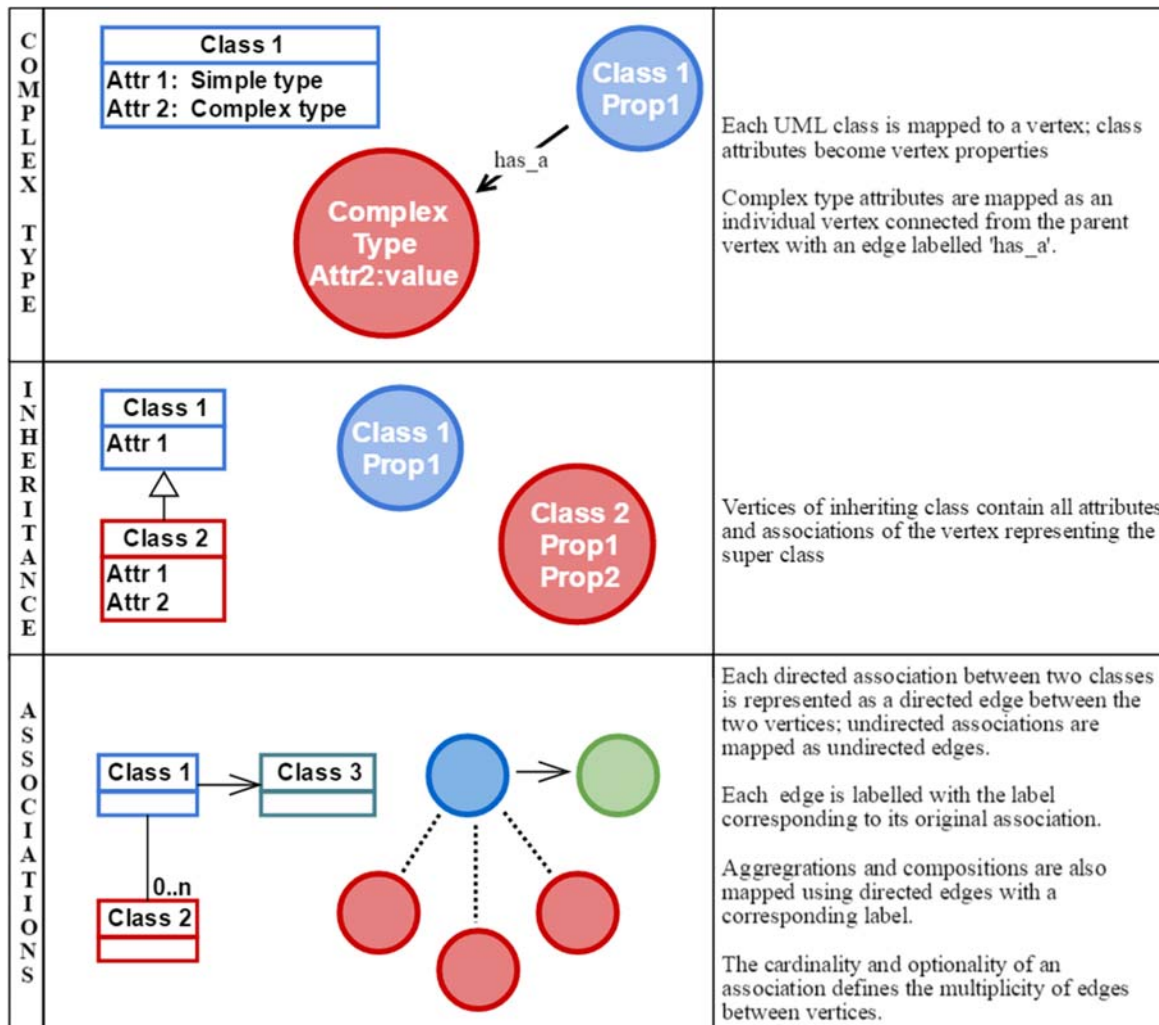 COMPLEX TYPE
Class 1
Attr 1: Simple type
Attr 2: Complex type
Class 1
Prop1
has_a
Complex
Type
Attr2:value
Each UML class is mapped to a vertex; class
attributes become vertex properties
Complex type attributes are mapped as an
individual vertex connected from the parent
vertex with an edge labelled 'has_a'.
INHERITANCE
Class 1
Attr 1
Class 2
Attr 1
Attr 2
Class 1
Prop1
Class 2
Prop1
Prop2
Vertices of inheriting class contain all attributes
and associations of the vertex representing the
super class
ASSOCIATIONS
Class 1
Class 3
0..n
Class 2
Each directed association between two classes
is represented as a directed edge between the
two vertices; undirected associations are
mapped as undirected edges.
Each edge is labelled with the label
corresponding to its original association.
Aggregrations and compositions are also
mapped using directed edges with a
corresponding label.
The cardinality and optionality of an
association defines the multiplicity of edges
between vertices.